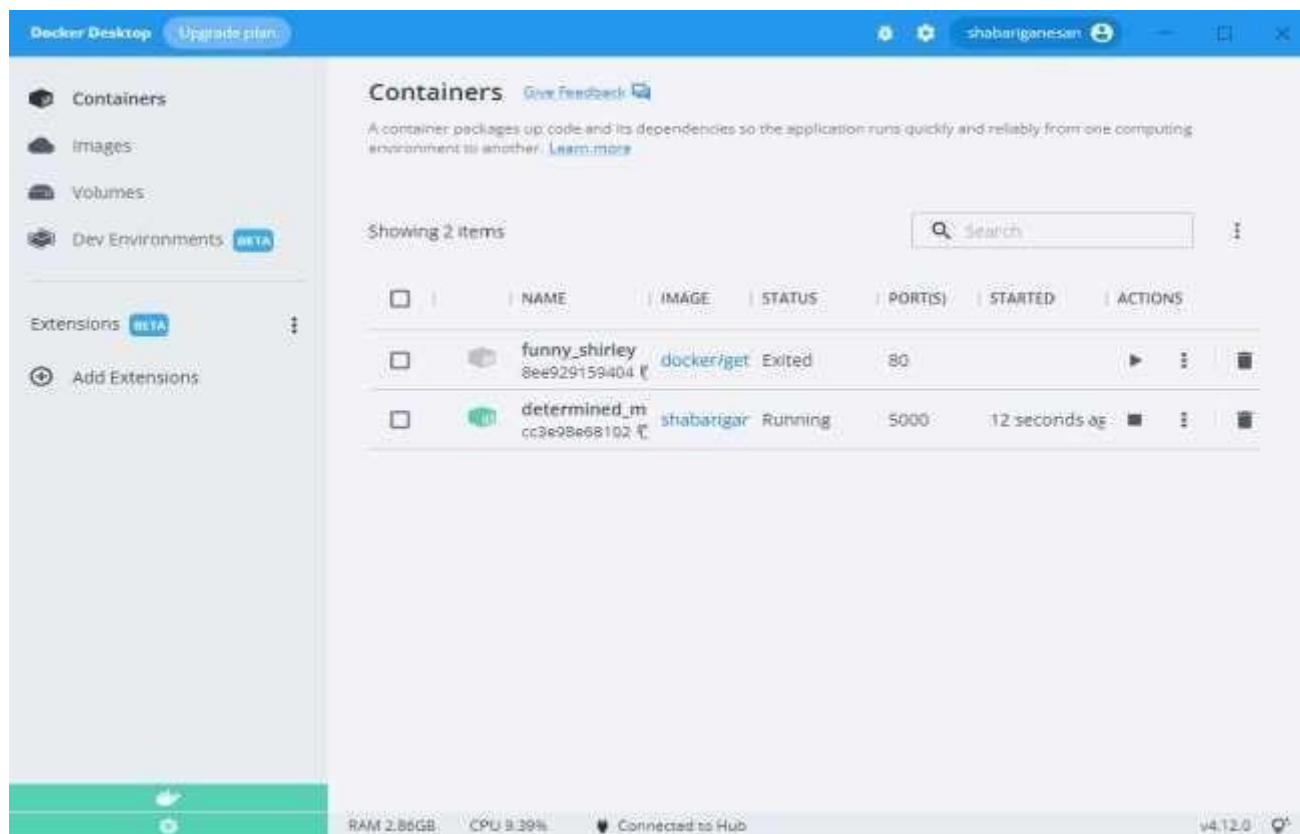 Docker Desktop Upgrade plan shabariganesan
Containers
Images
Volumes
Dev Environments BETA
Extensions BETA
Add Extensions
Containers Give Feedback
A container packages up code and its dependencies so the application runs quickly and reliably from one computing
environment to another. Learn more
Showing 2 items Search
NAME IMAGE STATUS PORT(S) STARTED ACTIONS
funny_shirley docker/get Exited 80
8ee929159404
determined_m shabarigar Running 5000 12 seconds ag
cc3e98e68102
RAM 2.86GB CPU 9.39% Connected to Hub v4.12.0